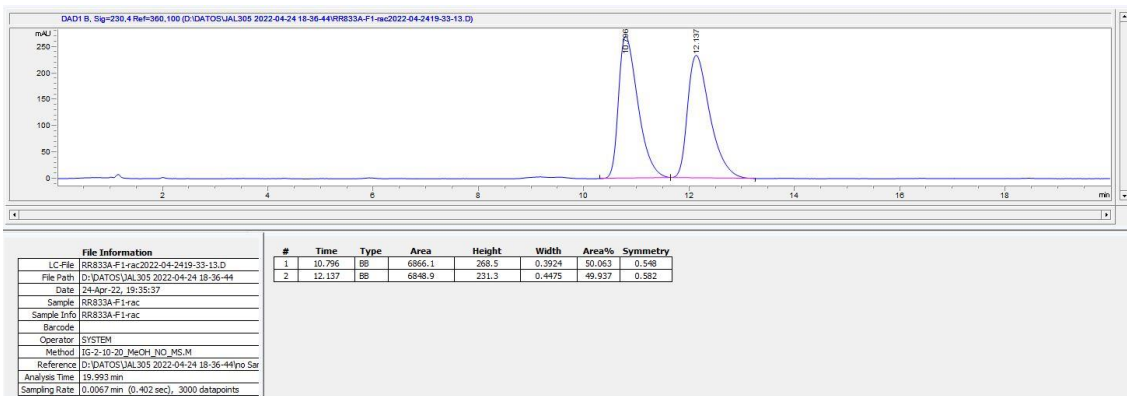 DAD1 B, Sig=230,4 Ref=360,100 (D:\DATOS\JAL305 2022-04-24 18-36-44\RR833A-F1-rac2022-04-2419-33-13.D)
mAU
250
200
150
100
50
0
10.796
12.137
2 4 6 8 10 12 14 16 18 min
File Information
LC-File RR833A-F1-rac2022-04-2419-33-13.D
File Path D:\DATOS\JAL305 2022-04-24 18-36-44
Date 24-Apr-22, 19:35:37
Sample RR833A-F1-rac
Sample Info RR833A-F1-rac
Barcode
Operator SYSTEM
Method IG-2-10-20_MeOH_NO_MS.M
Reference D:\DATOS\JAL305 2022-04-24 18-36-44\no Sar
Analysis Time 19.993 min
Sampling Rate 0.0067 min (0.402 sec), 3000 datapoints
# Time Type Area Height Width Area% Symmetry
1 10.796 BB 6866.1 268.5 0.3924 50.063 0.548
2 12.137 BB 6848.9 231.3 0.4475 49.937 0.582